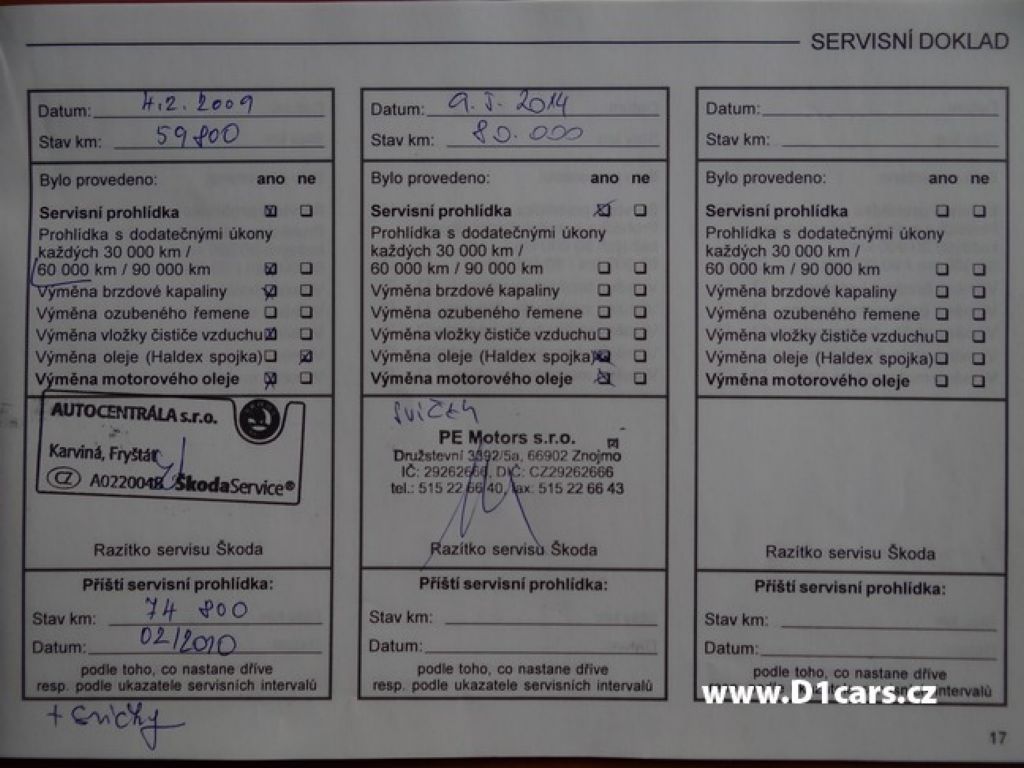 SERVISNÍ DOKLAD
Datum: 4.2. 2009
Stav km: 59800
Bylo provedeno: ano ne
Servisní prohlídka
Prohlídka s dodatečnými úkony
každých 30 000 km /
60 000 km / 90 000 km
Výměna brzdové kapaliny
Výměna ozubeného řemene
Výměna vložky čističe vzduchu
Výměna oleje (Haldex spojka)
Výměna motorového oleje
AUTOCENTRÁLA s.r.o.
Karviná, Fryštát
CZ A0220048 ŠkodaService®
Razítko servisu Škoda
Příští servisní prohlídka:
Stav km: 74 800
Datum: 02/2010
podle toho, co nastane dříve
resp. podle ukazatele servisních intervalů
+ svíčky
Datum: 9. 5. 2014
Stav km: 80.000
Bylo provedeno: ano ne
Servisní prohlídka
Prohlídka s dodatečnými úkony
každých 30 000 km /
60 000 km / 90 000 km
Výměna brzdové kapaliny
Výměna ozubeného řemene
Výměna vložky čističe vzduchu
Výměna oleje (Haldex spojka)
Výměna motorového oleje
svíčky
PE Motors s.r.o.
Družstevní 3392/5a, 66902 Znojmo
IČ: 29262666, DIČ: CZ29262666
tel.: 515 22 66 40, fax: 515 22 66 43
Razítko servisu Škoda
Příští servisní prohlídka:
Stav km:
Datum:
podle toho, co nastane dříve
resp. podle ukazatele servisních intervalů
Datum:
Stav km:
Bylo provedeno: ano ne
Servisní prohlídka
Prohlídka s dodatečnými úkony
každých 30 000 km /
60 000 km / 90 000 km
Výměna brzdové kapaliny
Výměna ozubeného řemene
Výměna vložky čističe vzduchu
Výměna oleje (Haldex spojka)
Výměna motorového oleje
Razítko servisu Škoda
Příští servisní prohlídka:
Stav km:
Datum:
podle toho, co nastane dříve
resp. podle ukazatele servisních intervalů
www.D1cars.cz
17